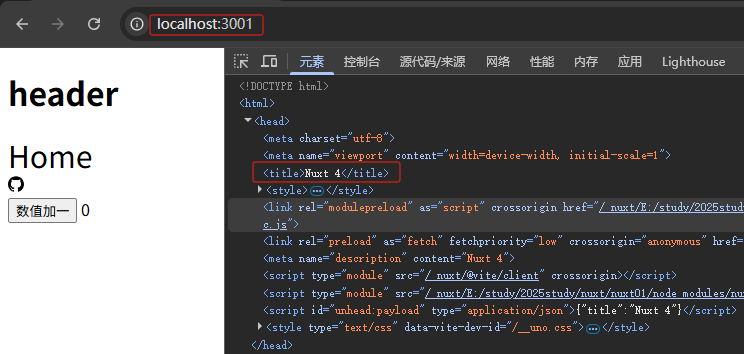 localhost:3001
header
Home
数值加一 0
元素 控制台 源代码/来源 网络 性能 内存 应用 Lighthouse
<!DOCTYPE html>
<html>
<head>
<meta charset="utf-8">
<meta name="viewport" content="width=device-width, initial-scale=1">
<title>Nuxt 4</title>
<style>…</style>
<link rel="modulepreload" as="script" crossorigin href="/_nuxt/E:/study/2025stud
c.js">
<link rel="preload" as="fetch" fetchpriority="low" crossorigin="anonymous" href=
<meta name="description" content="Nuxt 4">
<script type="module" src="/_nuxt/@vite/client" crossorigin></script>
<script type="module" src="/_nuxt/E:/study/2025study/nuxt/nuxt01/node_modules/nu
<script id="unhead:payload" type="application/json">{"title":"Nuxt 4"}</script>
<style type="text/css" data-vite-dev-id="/__uno.css">…</style>
</head>